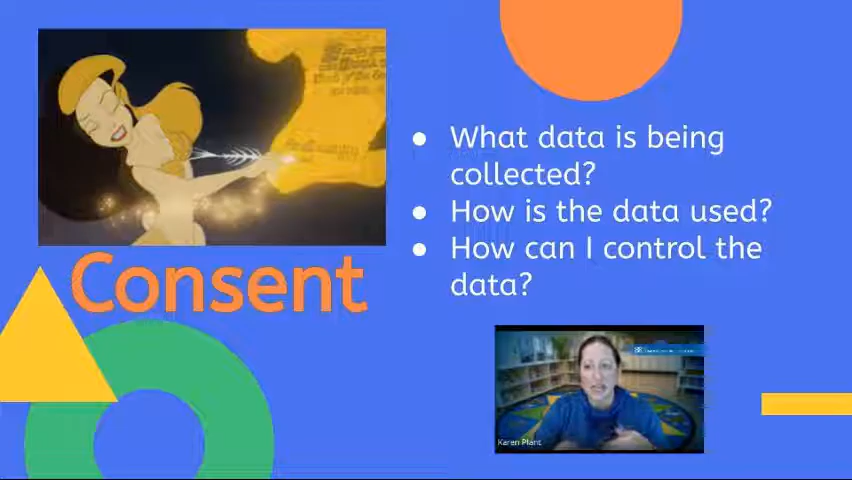 What data is being
collected?
How is the data used?
How can I control the
data?
Consent
Karen Plant